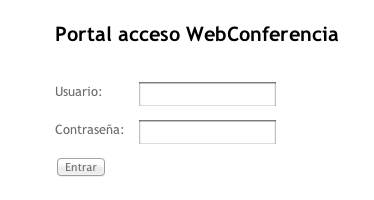 Portal acceso WebConferencia
Usuario:
Contraseña:
Entrar